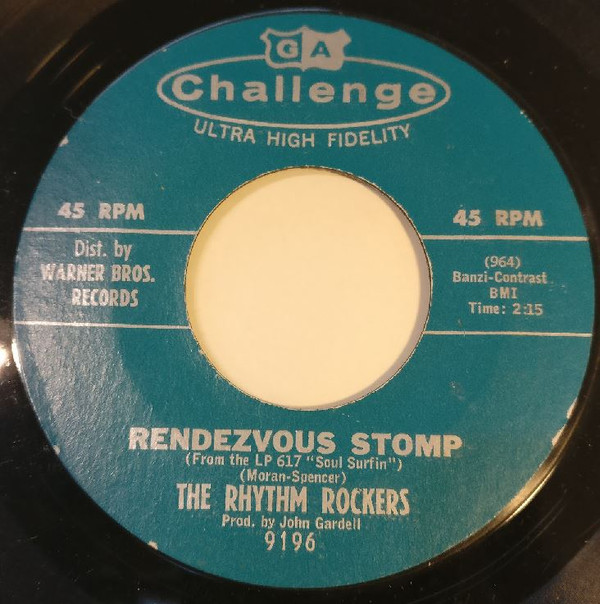 GA
Challenge
ULTRA HIGH FIDELITY
45 RPM
45 RPM
Dist. by
WARNER BROS.
RECORDS
(964)
Banzi-Contrast
BMI
Time: 2:15
RENDEZVOUS STOMP
(From the LP 617 "Soul Surfin")
(Moran-Spencer)
THE RHYTHM ROCKERS
Prod. by John Gardell
9196